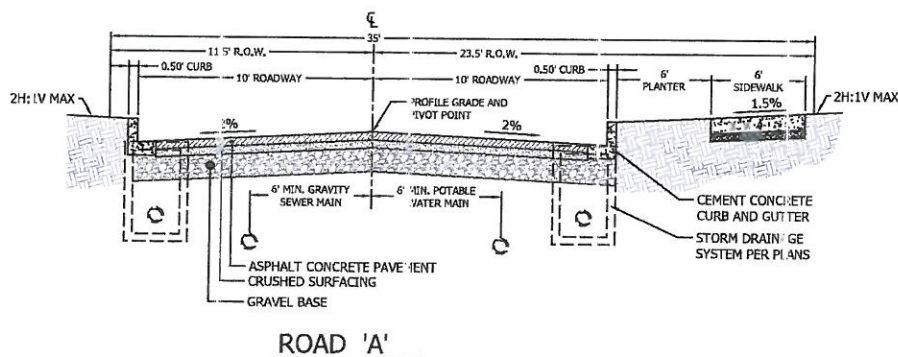 ℄
35'
11.5' R.O.W.
23.5' R.O.W.
0.50' CURB
10' ROADWAY
10' ROADWAY
0.50' CURB
6'
PLANTER
6'
SIDEWALK
2H:1V MAX
2%
PROFILE GRADE AND
PIVOT POINT
2%
1.5%
2H:1V MAX
6' MIN. GRAVITY
SEWER MAIN
6' MIN. POTABLE
WATER MAIN
CEMENT CONCRETE
CURB AND GUTTER
STORM DRAINAGE
SYSTEM PER PLANS
ASPHALT CONCRETE PAVEMENT
CRUSHED SURFACING
GRAVEL BASE
ROAD 'A'